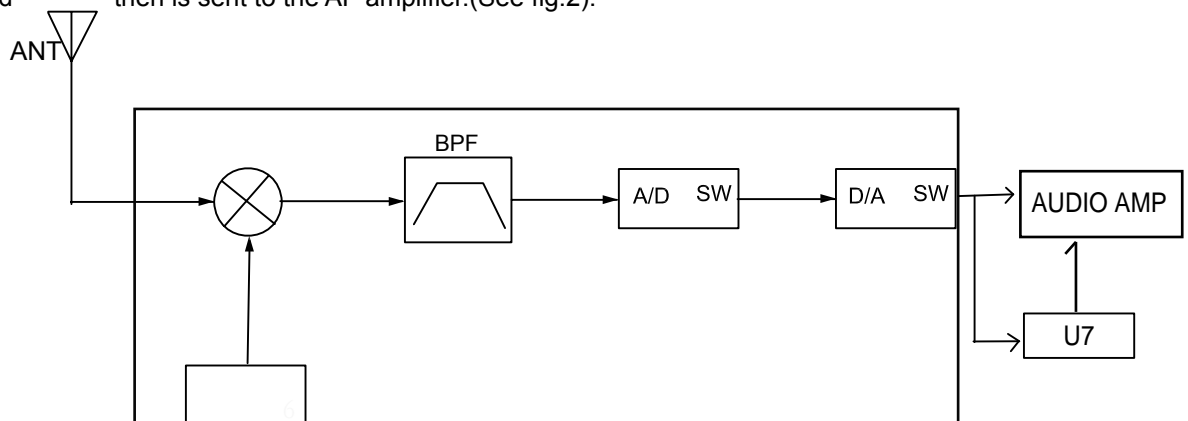 then is sent to the AF amplifier.(See fig.2).
ANT
BPF
A/D SW
D/A SW
AUDIO AMP
U7